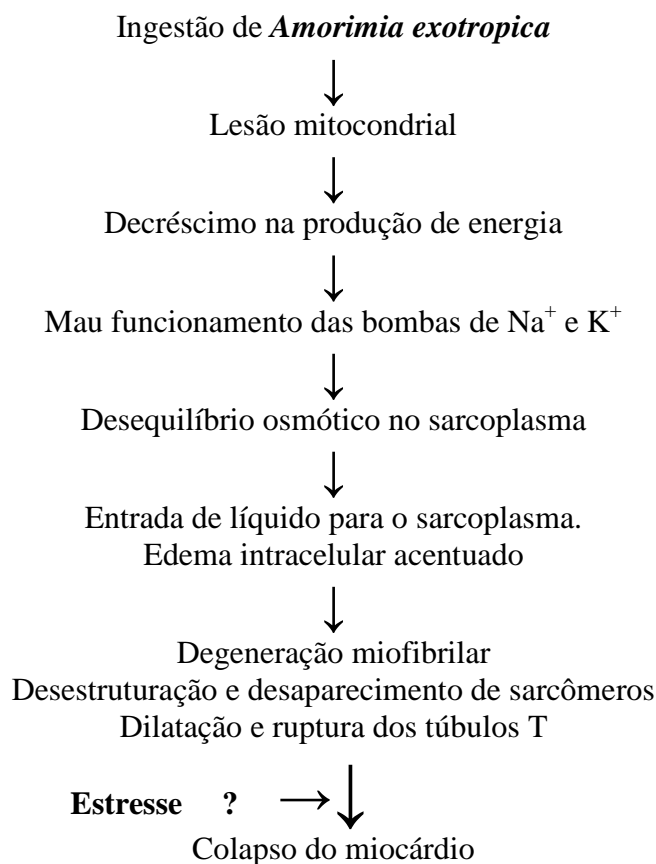 Ingestão de Amorimia exotropica
↓
Lesão mitocondrial
↓
Decréscimo na produção de energia
↓
Mau funcionamento das bombas de Na⁺ e K⁺
↓
Desequilíbrio osmótico no sarcoplasma
↓
Entrada de líquido para o sarcoplasma.
Edema intracelular acentuado
↓
Degeneração miofibrilar
Desestruturação e desaparecimento de sarcômeros
Dilatação e ruptura dos túbulos T
Estresse ? → ↓
Colapso do miocárdio